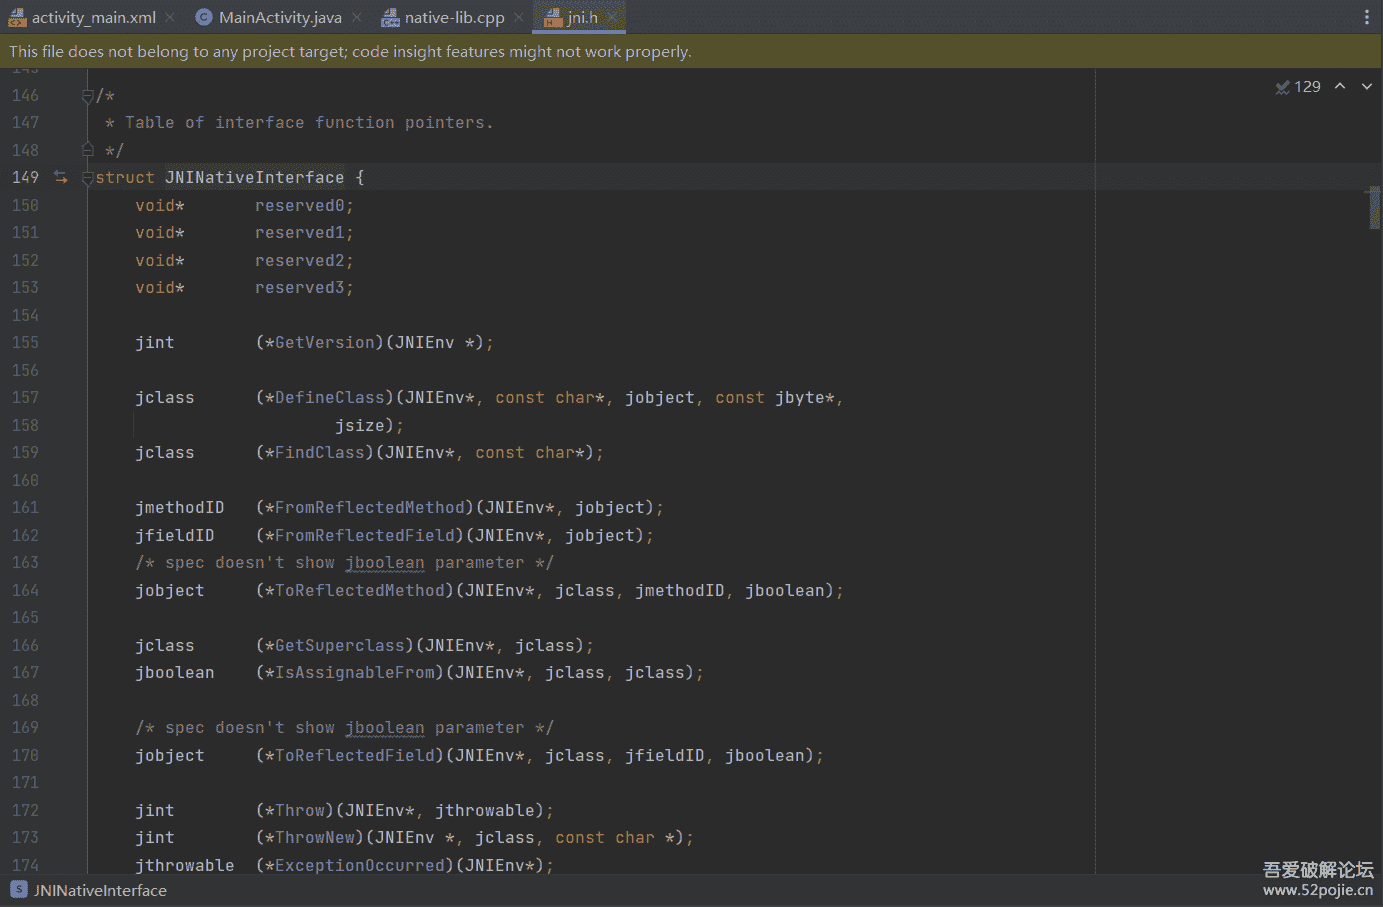 activity_main.xml MainActivity.java native-lib.cpp jni.h
This file does not belong to any project target; code insight features might not work properly.
145
129
146 /*
147 * Table of interface function pointers.
148 */
149 struct JNINativeInterface {
150 void* reserved0;
151 void* reserved1;
152 void* reserved2;
153 void* reserved3;
154
155 jint (*GetVersion)(JNIEnv *);
156
157 jclass (*DefineClass)(JNIEnv*, const char*, jobject, const jbyte*,
158 jsize);
159 jclass (*FindClass)(JNIEnv*, const char*);
160
161 jmethodID (*FromReflectedMethod)(JNIEnv*, jobject);
162 jfieldID (*FromReflectedField)(JNIEnv*, jobject);
163 /* spec doesn't show jboolean parameter */
164 jobject (*ToReflectedMethod)(JNIEnv*, jclass, jmethodID, jboolean);
165
166 jclass (*GetSuperclass)(JNIEnv*, jclass);
167 jboolean (*IsAssignableFrom)(JNIEnv*, jclass, jclass);
168
169 /* spec doesn't show jboolean parameter */
170 jobject (*ToReflectedField)(JNIEnv*, jclass, jfieldID, jboolean);
171
172 jint (*Throw)(JNIEnv*, jthrowable);
173 jint (*ThrowNew)(JNIEnv *, jclass, const char *);
174 jthrowable (*ExceptionOccurred)(JNIEnv*);
吾爱破解论坛
S JNINativeInterface
www.52pojie.cn